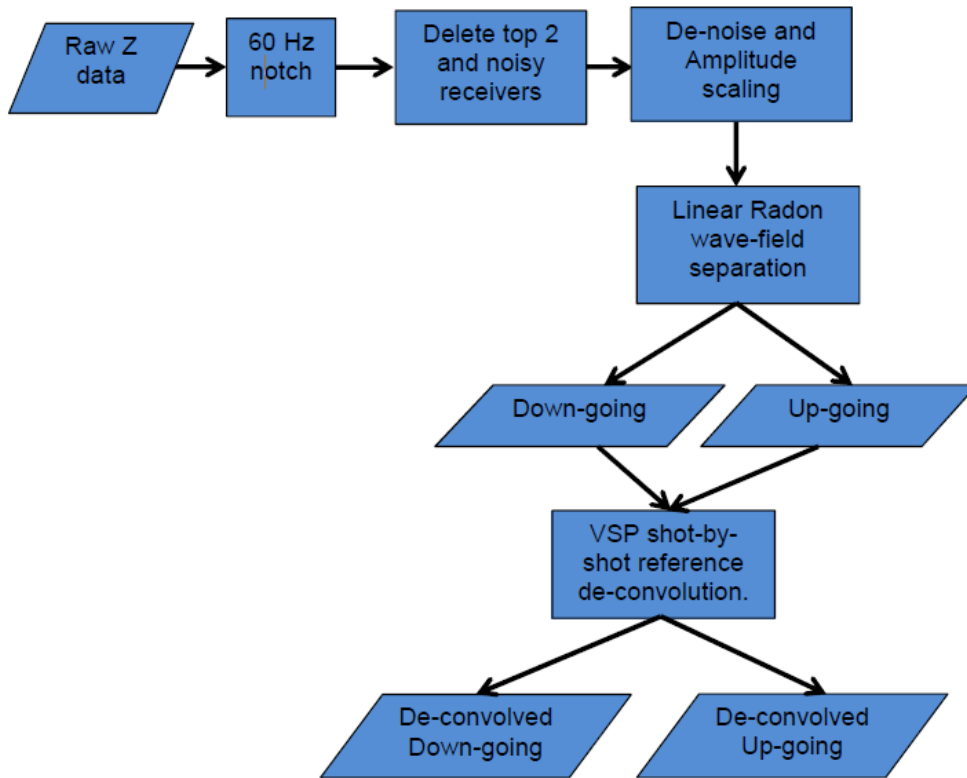 Raw Z
data
60 Hz
notch
Delete top 2
and noisy
receivers
De-noise and
Amplitude
scaling
Linear Radon
wave-field
separation
Down-going
Up-going
VSP shot-by-
shot reference
de-convolution.
De-convolved
Down-going
De-convolved
Up-going